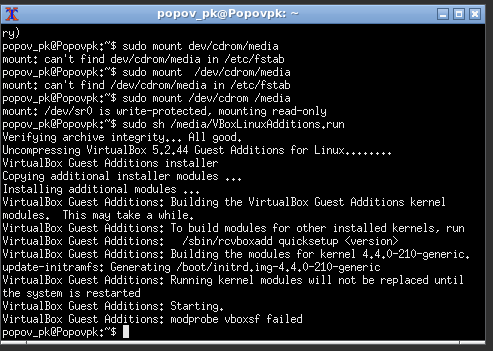 popov_pk@Popovpk: ~
ry)
popov_pk@Popovpk:~$ sudo mount dev/cdrom/media
mount: can't find dev/cdrom/media in /etc/fstab
popov_pk@Popovpk:~$ sudo mount  /dev/cdrom/media
mount: can't find /dev/cdrom/media in /etc/fstab
popov_pk@Popovpk:~$ sudo mount /dev/cdrom /media
mount: /dev/sr0 is write-protected, mounting read-only
popov_pk@Popovpk:~$ sudo sh /media/VBoxLinuxAdditions.run
Verifying archive integrity... All good.
Uncompressing VirtualBox 5.2.44 Guest Additions for Linux........
VirtualBox Guest Additions installer
Copying additional installer modules ...
Installing additional modules ...
VirtualBox Guest Additions: Building the VirtualBox Guest Additions kernel
modules.  This may take a while.
VirtualBox Guest Additions: To build modules for other installed kernels, run
VirtualBox Guest Additions:   /sbin/rcvboxadd quicksetup <version>
VirtualBox Guest Additions: Building the modules for kernel 4.4.0-210-generic.
update-initramfs: Generating /boot/initrd.img-4.4.0-210-generic
VirtualBox Guest Additions: Running kernel modules will not be replaced until
the system is restarted
VirtualBox Guest Additions: Starting.
VirtualBox Guest Additions: modprobe vboxsf failed
popov_pk@Popovpk:~$